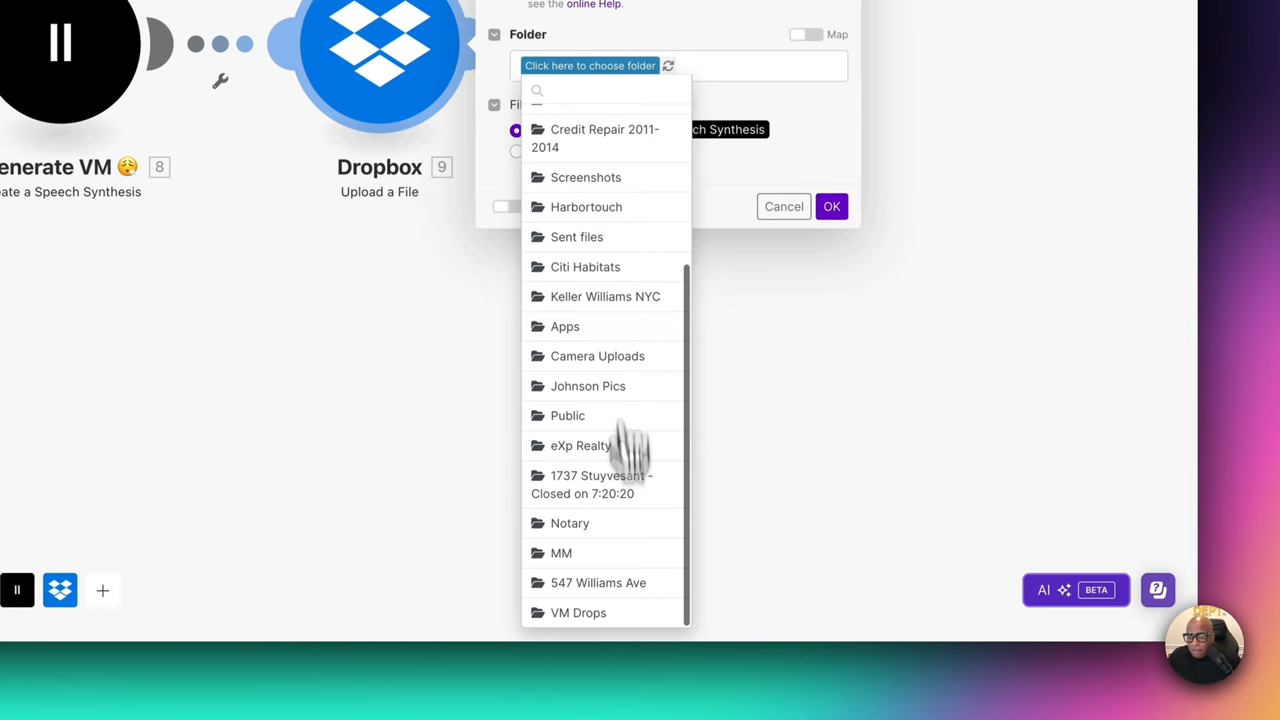 see the online Help.
Folder
Map
Click here to choose folder
ch Synthesis
Credit Repair 2011-
2014
Screenshots
Harbortouch
Sent files
Citi Habitats
Keller Williams NYC
Apps
Camera Uploads
Johnson Pics
Public
eXp Realty
1737 Stuyvesant -
Closed on 7:20:20
Notary
MM
547 Williams Ave
VM Drops
Cancel
OK
enerate VM 😮‍💨 8
ate a Speech Synthesis
Dropbox 9
Upload a File
AI BETA